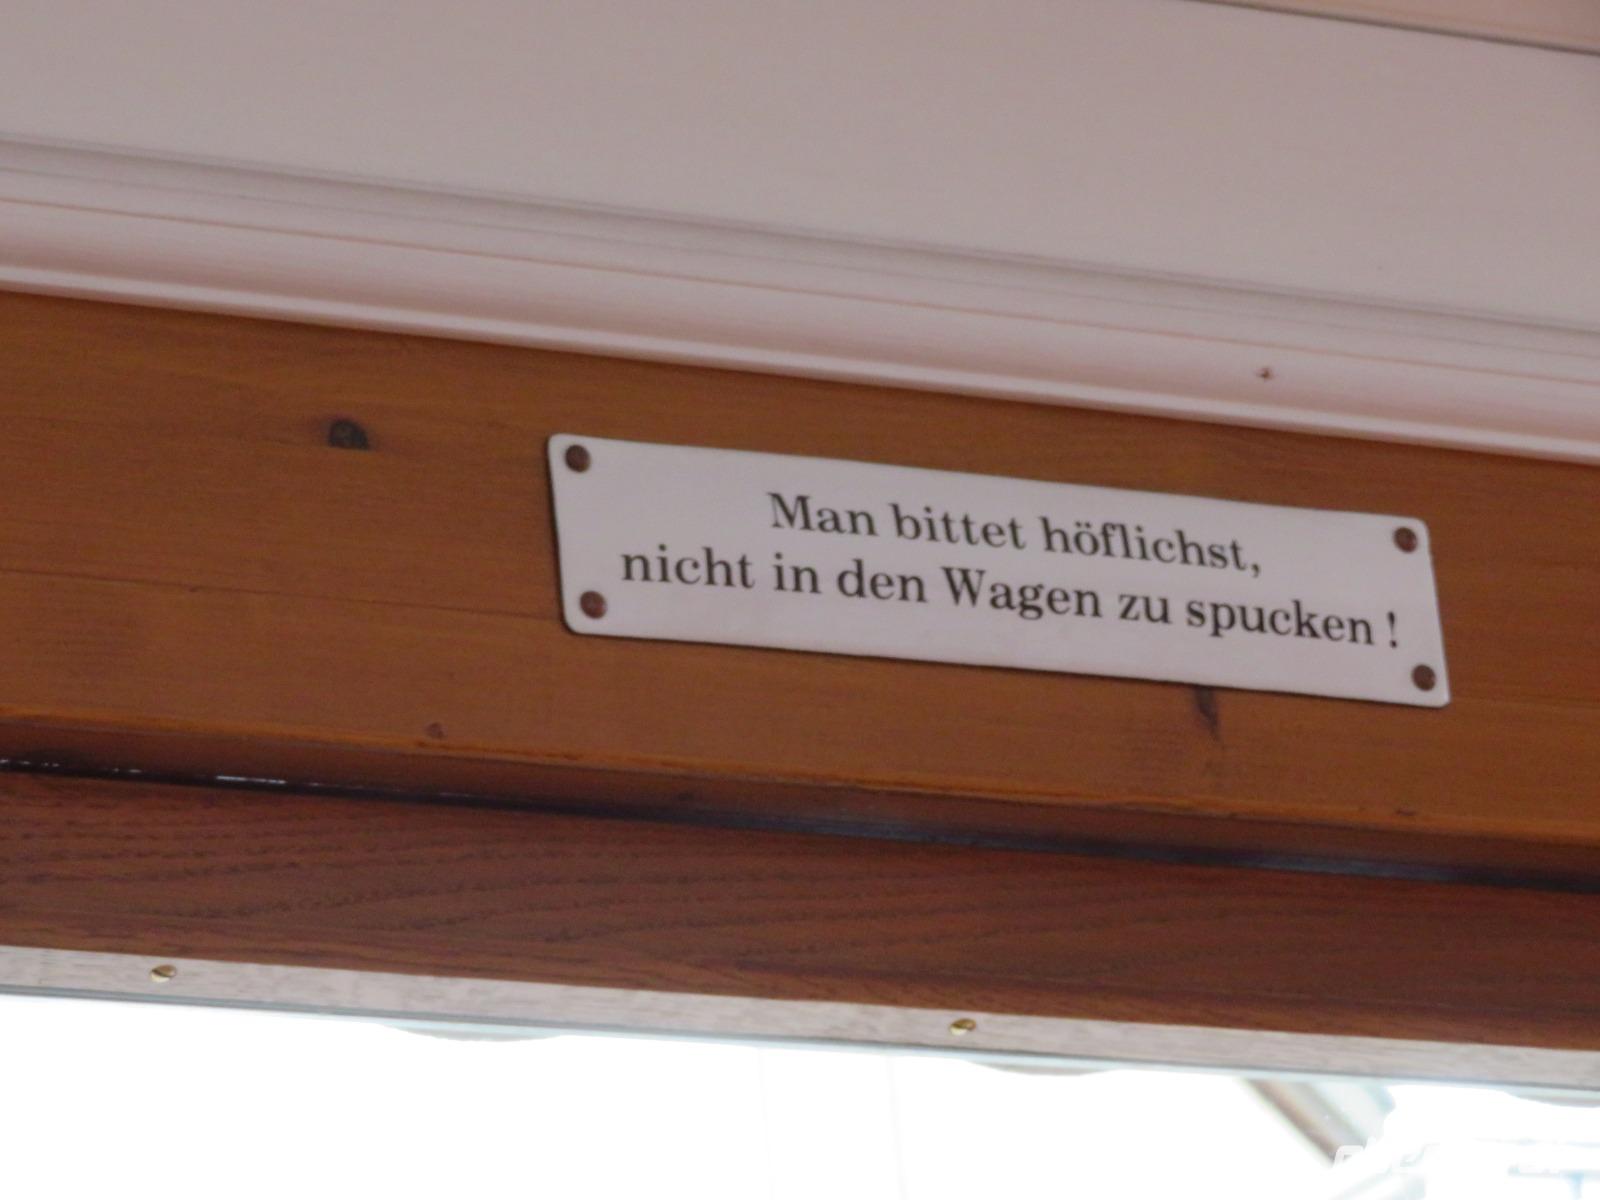 Man bittet höflichst,
nicht in den Wagen zu spucken !